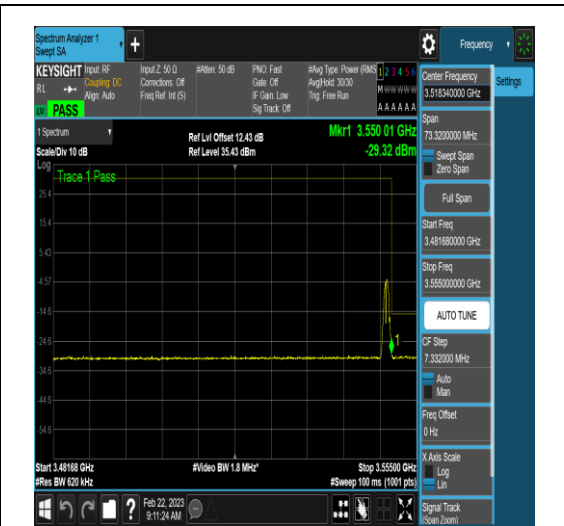 Spectrum Analyzer 1
Swept SA
Frequency
KEYSIGHT
RL
Input: RF
Coupling: DC
Align: Auto
Input Z: 50 Ω
Corrections: Off
Freq Ref: Int (S)
#Atten: 50 dB
PNO: Fast
Gate: Off
IF Gain: Low
Sig Track: Off
#Avg Type: Power (RMS
Avg|Hold: 30/30
Trig: Free Run
1 2 3 4 5 6
M W W W W W
A A A A A A
PASS
1 Spectrum
Scale/Div 10 dB
Ref Lvl Offset 12.43 dB
Ref Level 35.43 dBm
Mkr1 3.550 01 GHz
-29.32 dBm
Log
Trace 1 Pass
25.4
15.4
5.43
-4.57
-14.6
-24.6
-34.6
-44.6
-54.6
1
Start 3.48168 GHz
#Res BW 620 kHz
#Video BW 1.8 MHz*
Stop 3.55500 GHz
#Sweep 100 ms (1001 pts)
Feb 22, 2023
9:11:24 AM
Center Frequency
3.518340000 GHz
Settings
Span
73.3200000 MHz
Swept Span
Zero Span
Full Span
Start Freq
3.481680000 GHz
Stop Freq
3.555000000 GHz
AUTO TUNE
CF Step
7.332000 MHz
Auto
Man
Freq Offset
0 Hz
X Axis Scale
Log
Lin
Signal Track
(Span Zoom)